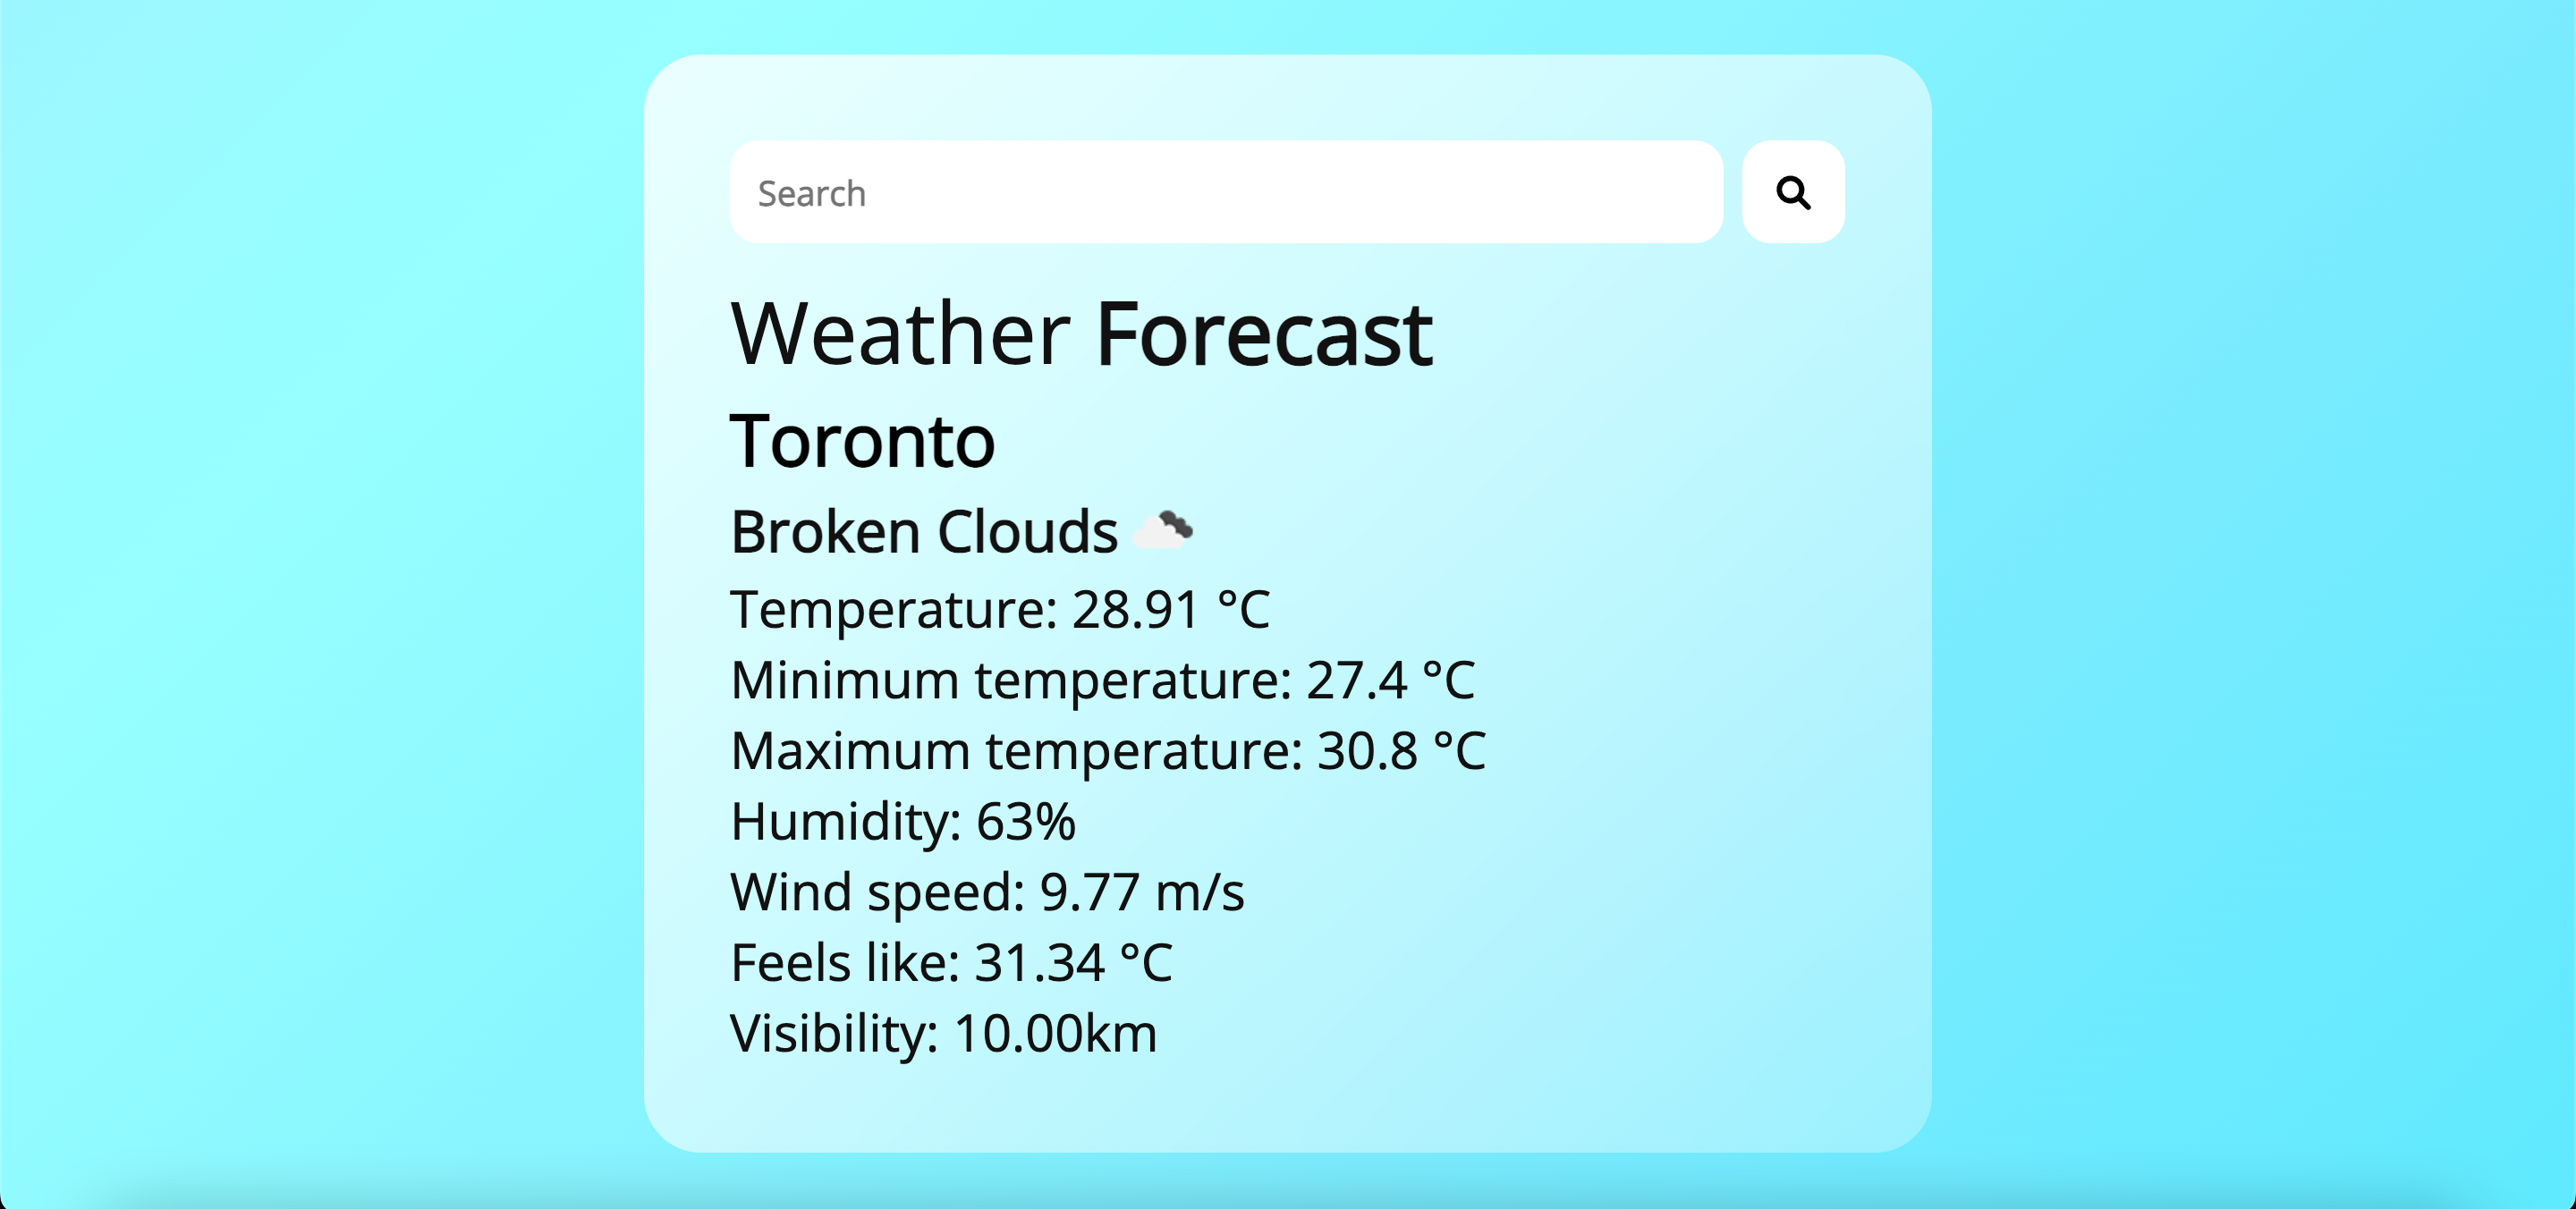 Search
Weather Forecast
Toronto
Broken Clouds
Temperature: 28.91 °C
Minimum temperature: 27.4 °C
Maximum temperature: 30.8 °C
Humidity: 63%
Wind speed: 9.77 m/s
Feels like: 31.34 °C
Visibility: 10.00km